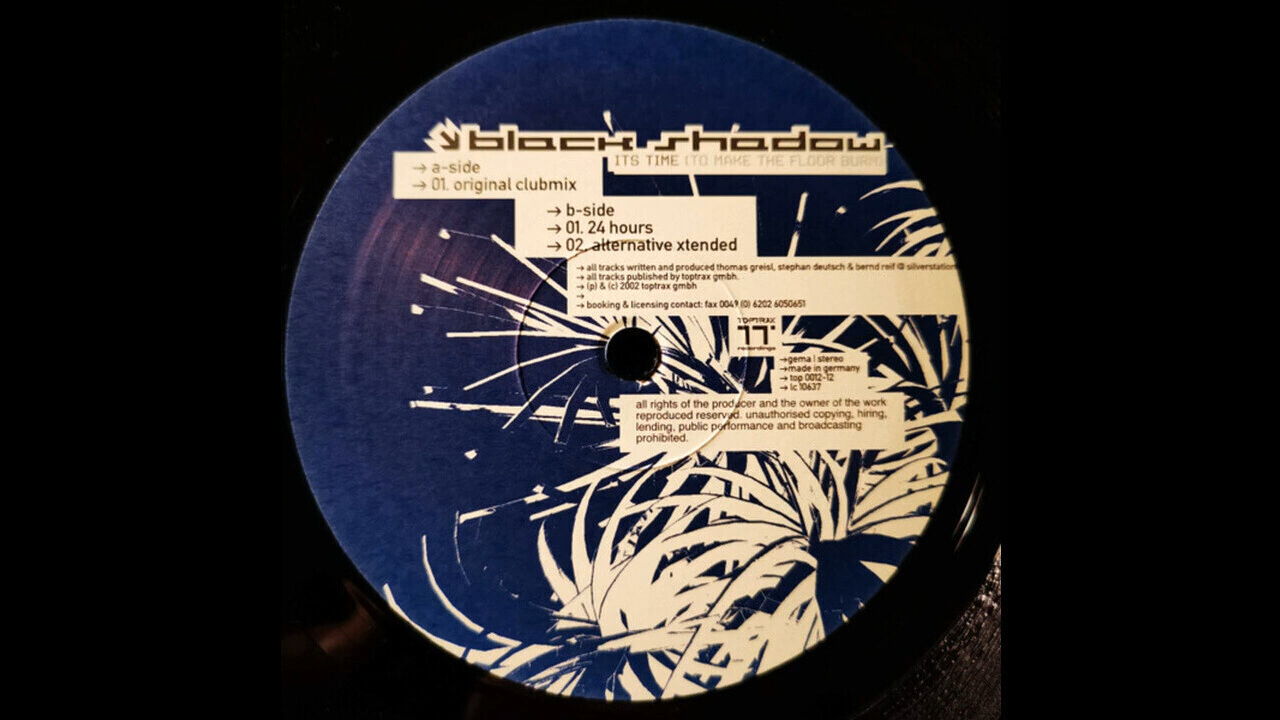 black shadow
ITS TIME (TO MAKE THE FLOOR BURN)
→ a-side
→ 01. original clubmix
→ b-side
→ 01. 24 hours
→ 02. alternative xtended
→ all tracks written and produced thomas greisl, stephan deutsch & bernd reif @ silverstation
→ all tracks published by toptrax gmbh.
→ (p) & (c) 2002 toptrax gmbh
→
→ booking & licensing contact: fax 0049 (0) 6202 6050651
TOPTRAX
recordings
→ gema | stereo
→ made in germany
→ top 0012-12
→ lc 10637
all rights of the producer and the owner of the work
reproduced reserved. unauthorised copying, hiring,
lending, public performance and broadcasting
prohibited.